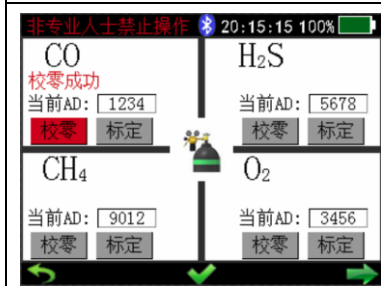 非专业人士禁止操作 20:15:15 100%
CO
校零成功
当前AD: 1234
校零 标定
H₂S
当前AD: 5678
校零 标定
CH₄
当前AD: 9012
校零 标定
O₂
当前AD: 3456
校零 标定